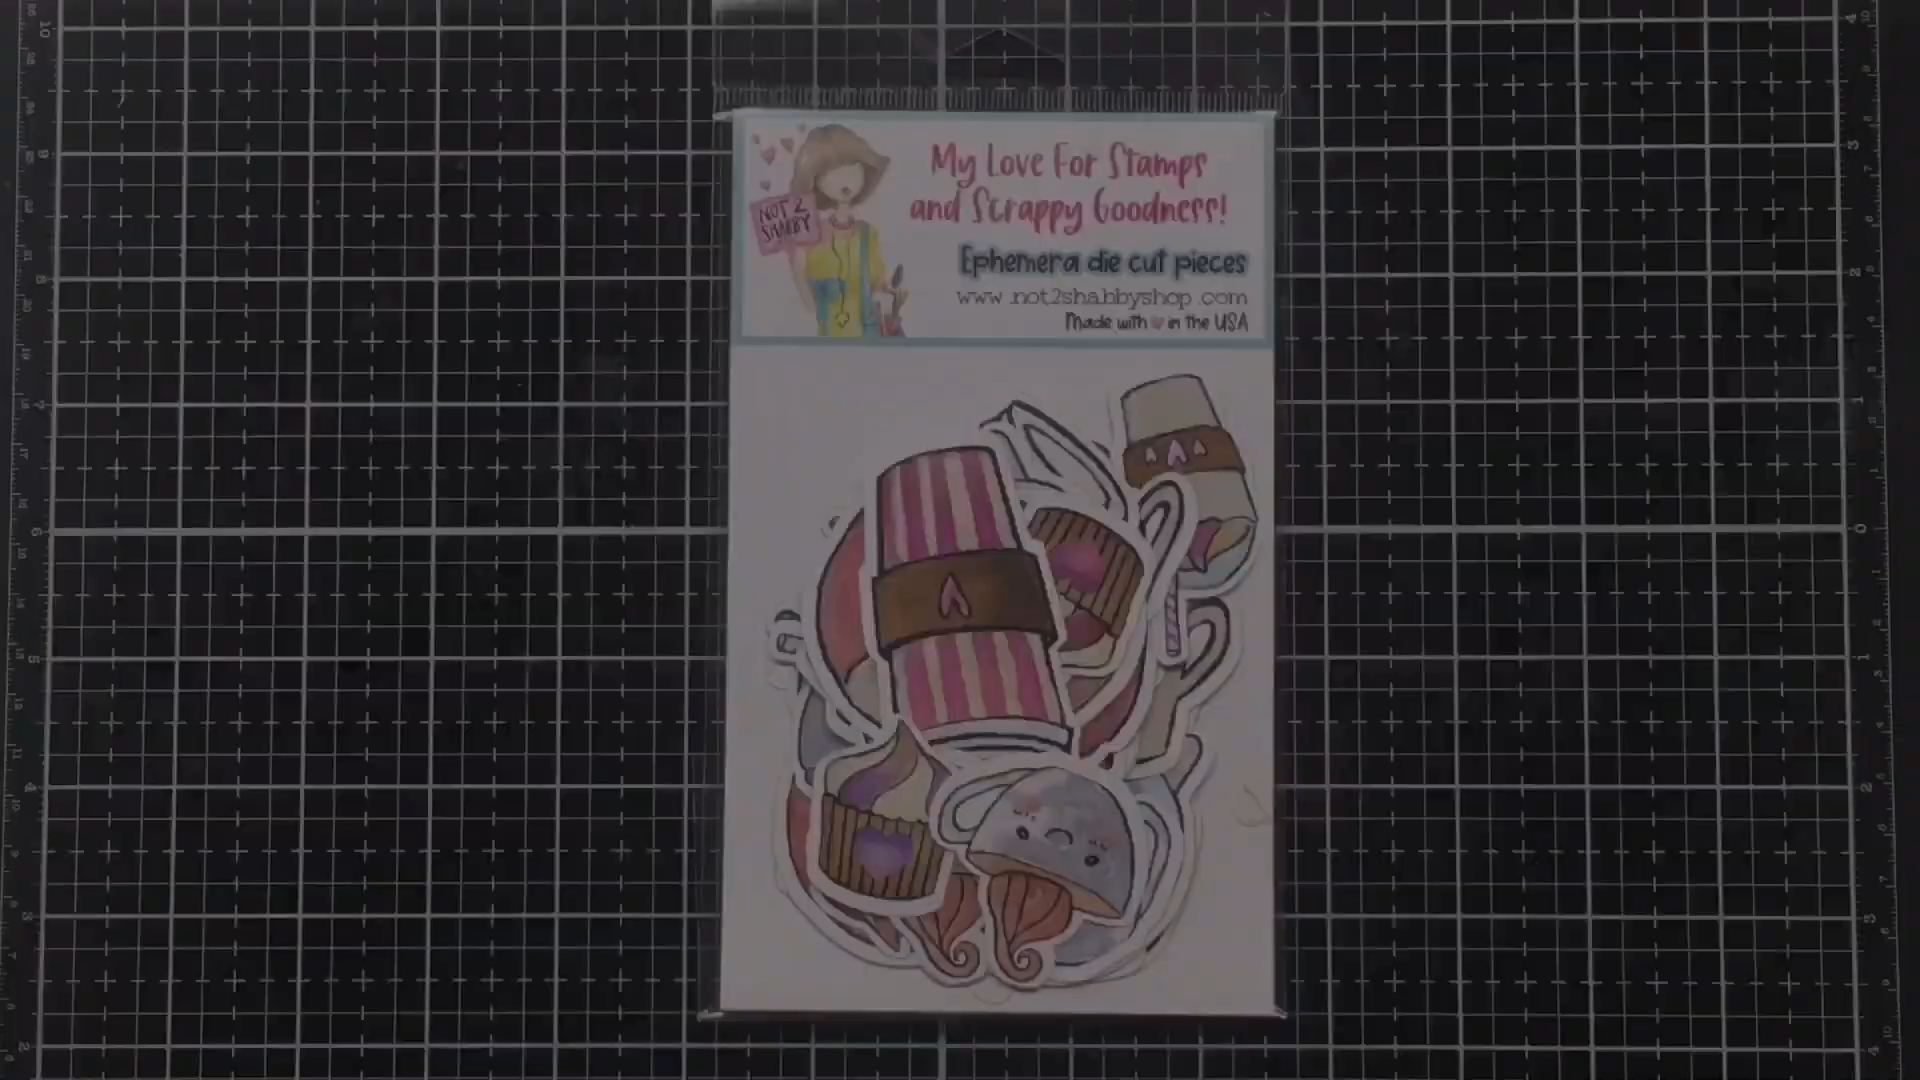 NOT 2
SHABBY
My Love For Stamps
and Scrappy Goodness!
Ephemera die cut pieces
www.not2shabbyshop.com
Made with ♥ in the USA